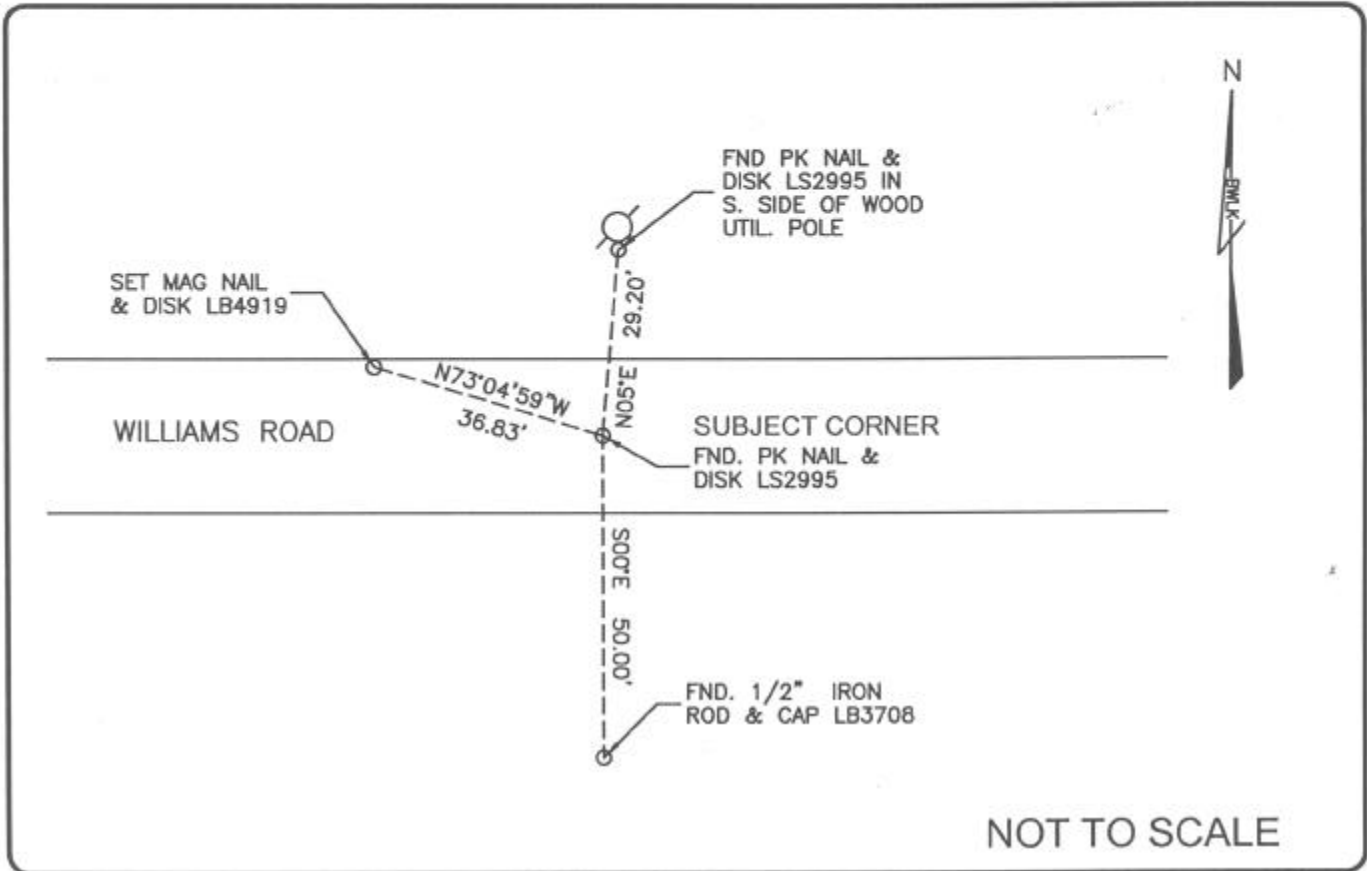 N
BWLK
FND PK NAIL &
DISK LS2995 IN
S. SIDE OF WOOD
UTIL. POLE
SET MAG NAIL
& DISK LB4919
29.20'
N05°E
N73°04'59"W
36.83'
WILLIAMS ROAD
SUBJECT CORNER
FND. PK NAIL &
DISK LS2995
S00°E 50.00'
FND. 1/2" IRON
ROD & CAP LB3708
NOT TO SCALE